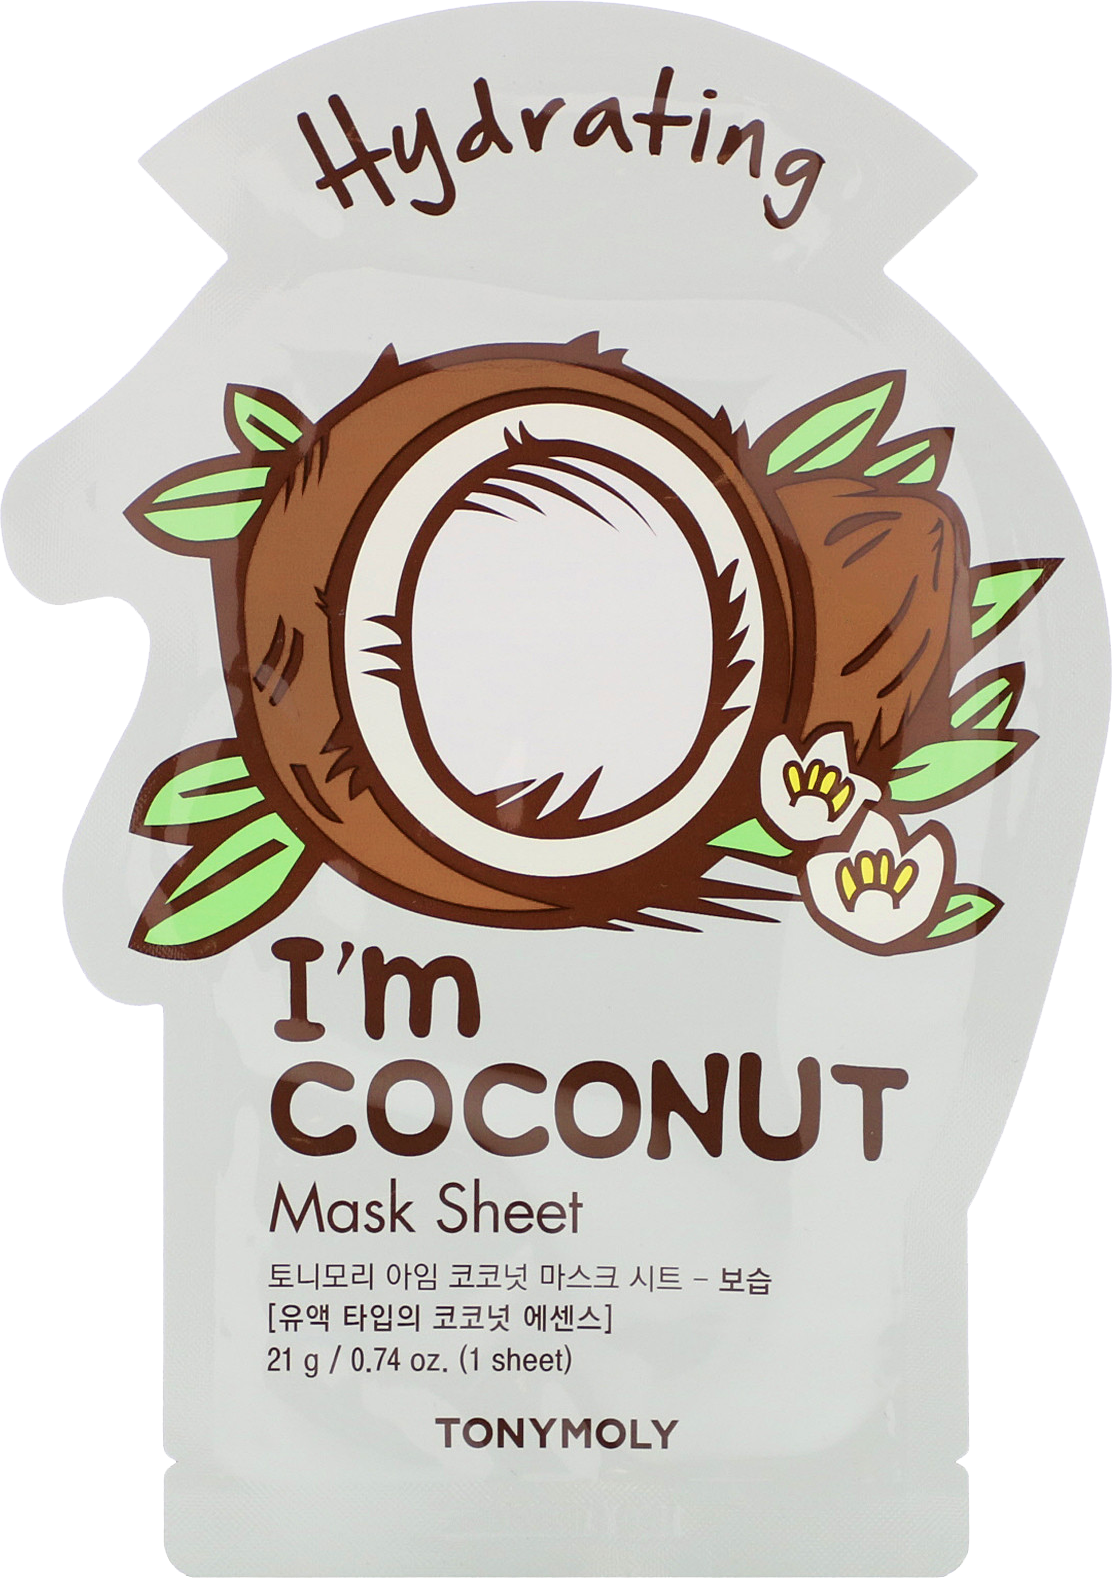 Hydrating
I'm
COCONUT
Mask Sheet
토니모리 아임 코코넛 마스크 시트 - 보습
[유액 타입의 코코넛 에센스]
21 g / 0.74 oz. (1 sheet)
TONYMOLY